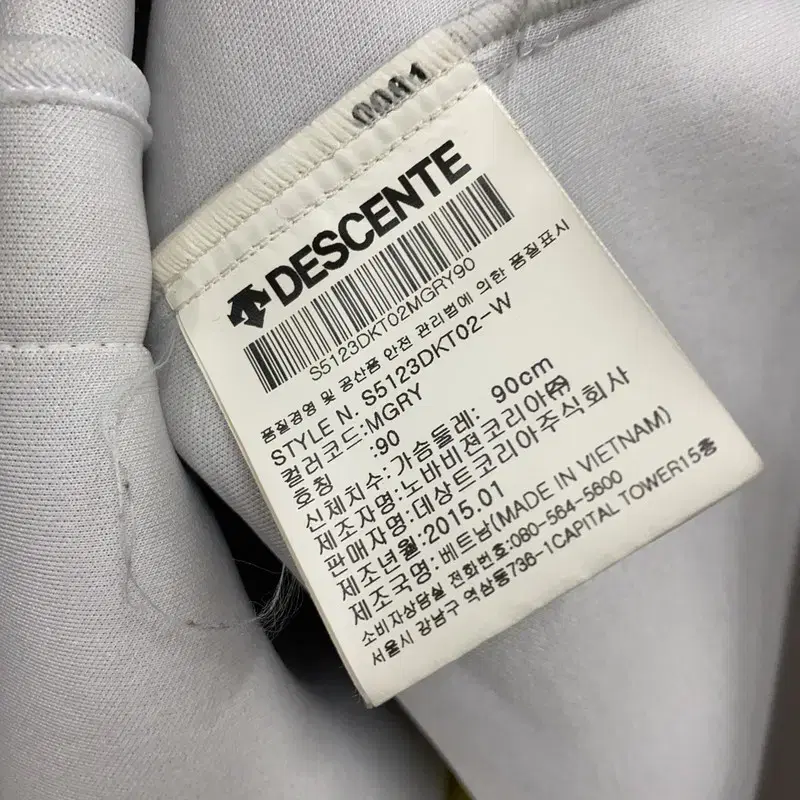 0081
DESCENTE
S5123DKT02MGRY90
품질경영 및 공산품 안전 관리법에 의한 품질표시
STYLE N. S5123DKT02-W
컬러코드:MGRY
호칭 :90
신체치수:가슴둘레: 90cm
제조자명:노바비젼코리아㈜
판매자명:데상트코리아주식회사
제조년월:2015.01
제조국명:베트남(MADE IN VIETNAM)
소비자상담실 전화번호:080-564-5600
서울시 강남구 역삼동736-1CAPITAL TOWER15층